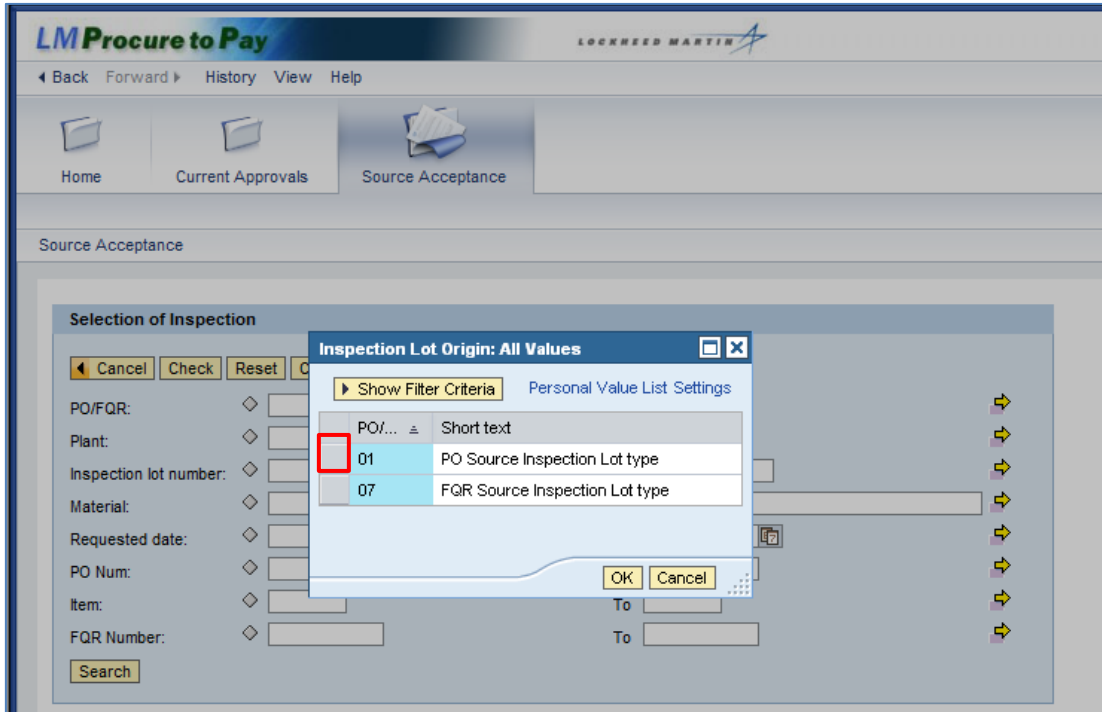 LM Procure to Pay
LOCKHEED MARTIN
Back Forward History View Help
Home Current Approvals Source Acceptance
Source Acceptance
Selection of Inspection
Cancel Check Reset
Inspection Lot Origin: All Values
Show Filter Criteria Personal Value List Settings
PO/... Short text
01 PO Source Inspection Lot type
07 FQR Source Inspection Lot type
OK Cancel
PO/FQR:
Plant:
Inspection lot number:
Material:
Requested date:
PO Num:
Item: To
FQR Number: To
Search